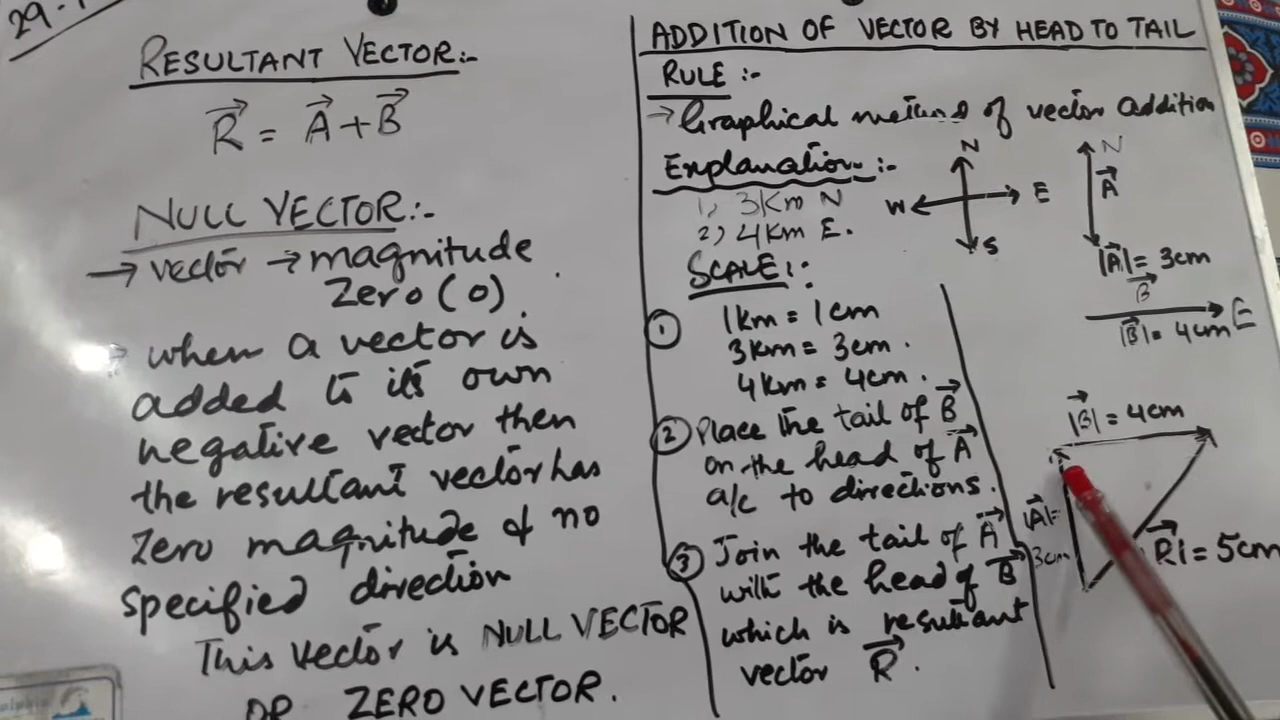 29-
RESULTANT VECTOR:-
R = A + B
NULL VECTOR:-
→ vector → magnitude
Zero (0)
when a vector is
added to its own
negative vector then
the resultant vector has
Zero magnitude & no
specified direction
This vector is NULL VECTOR
OR ZERO VECTOR.
ADDITION OF VECTOR BY HEAD TO TAIL
RULE :-
→ Graphical method of vector addition
Explanation :-
1) 3Km N
2) 4Km E.
N
W E
S
N
A
|A| = 3cm
B
E
|B| = 4cm
SCALE :-
① 1Km = 1cm
3Km = 3cm.
4Km = 4cm.
② Place the tail of B
on the head of A
a/c to directions.
③ Join the tail of A
with the head of B
which is resultant
vector R.
|B| = 4cm
|A| =
3cm
R| = 5cm